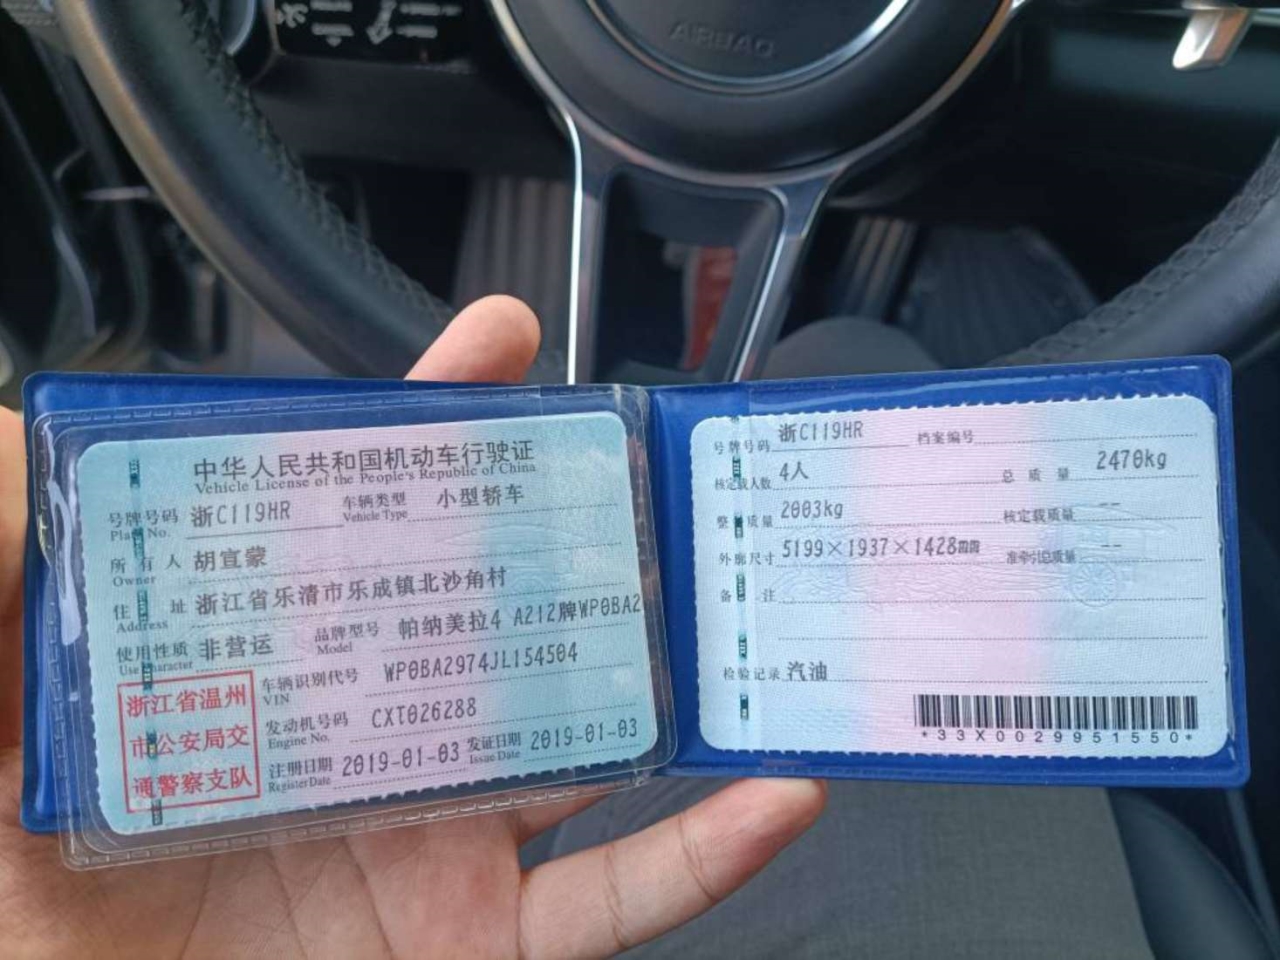 AIRBAG
中华人民共和国机动车行驶证
Vehicle License of the People's Republic of China
号牌号码 浙C119HR 车辆类型 小型轿车
Plate No. Vehicle Type
所有人 胡宣蒙
Owner
住址 浙江省乐清市乐成镇北沙角村
Address
使用性质 非营运 品牌型号 帕纳美拉4 A212牌WP0BA2
Use Character Model
车辆识别代号 WP0BA2974JL154504
VIN
发动机号码 CXT026288
Engine No.
注册日期 2019-01-03 发证日期 2019-01-03
Register Date Issue Date
浙江省温州
市公安局交
通警察支队
号牌号码 浙C119HR 档案编号
核定载人数 4人 总质量 2470kg
整备质量 2003kg 核定载质量 --
外廓尺寸 5199×1937×1428mm 准牵引总质量 --
备注
检验记录 汽油
*33X0029951550*